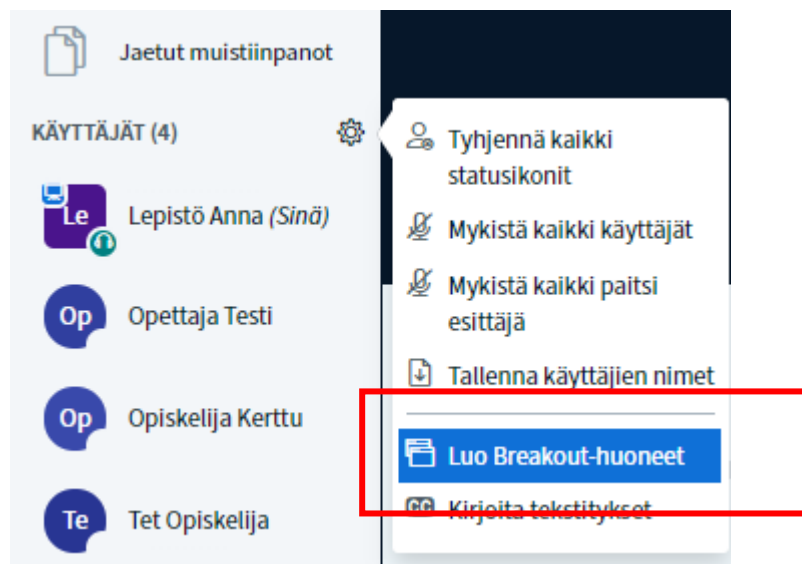 Jaetut muistiinpanot
KÄYTTÄJÄT (4)
Le
Lepistö Anna (Sinä)
Op
Opettaja Testi
Op
Opiskelija Kerttu
Te
Tet Opiskelija
Tyhjennä kaikki
statusikonit
Mykistä kaikki käyttäjät
Mykistä kaikki paitsi
esittäjä
Tallenna käyttäjien nimet
Luo Breakout-huoneet
CC
Kirjoita tekstitykset